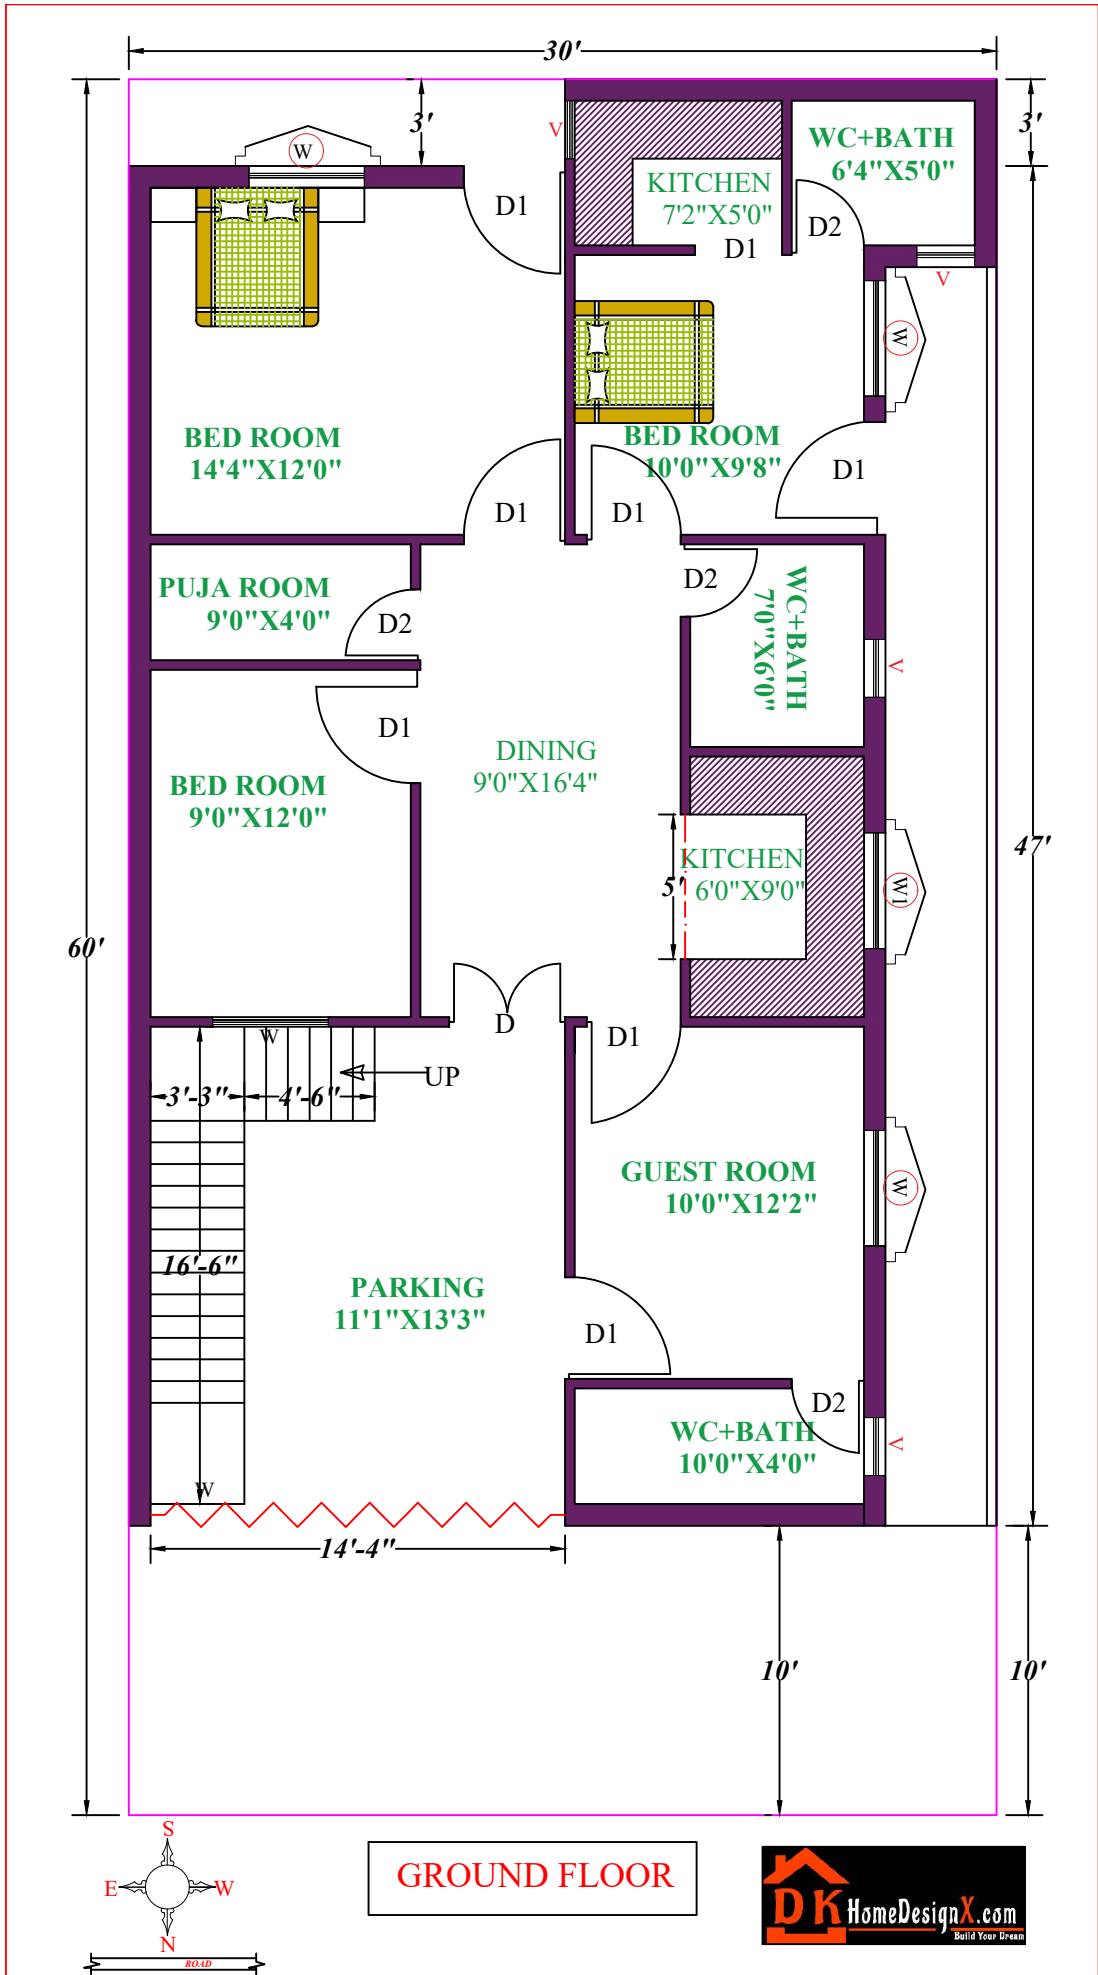 30'
3'
3'
V
W
WC+BATH
6'4"X5'0"
KITCHEN
7'2"X5'0"
D1
D2
D1
V
W
BED ROOM
14'4"X12'0"
BED ROOM
10'0"X9'8"
D1
D1
D1
PUJA ROOM
9'0"X4'0"
D2
D2
WC+BATH
7'0"X6'0"
V
D1
DINING
9'0"X16'4"
BED ROOM
9'0"X12'0"
47'
KITCHEN
6'0"X9'0"
5'
W1
60'
D
W
D1
UP
3'-3"
4'-6"
GUEST ROOM
10'0"X12'2"
W
16'-6"
PARKING
11'1"X13'3"
D1
D2
WC+BATH
10'0"X4'0"
V
W
14'-4"
10'
10'
S
E
W
N
ROAD
GROUND FLOOR
DK HomeDesignX.com
Build Your Dream